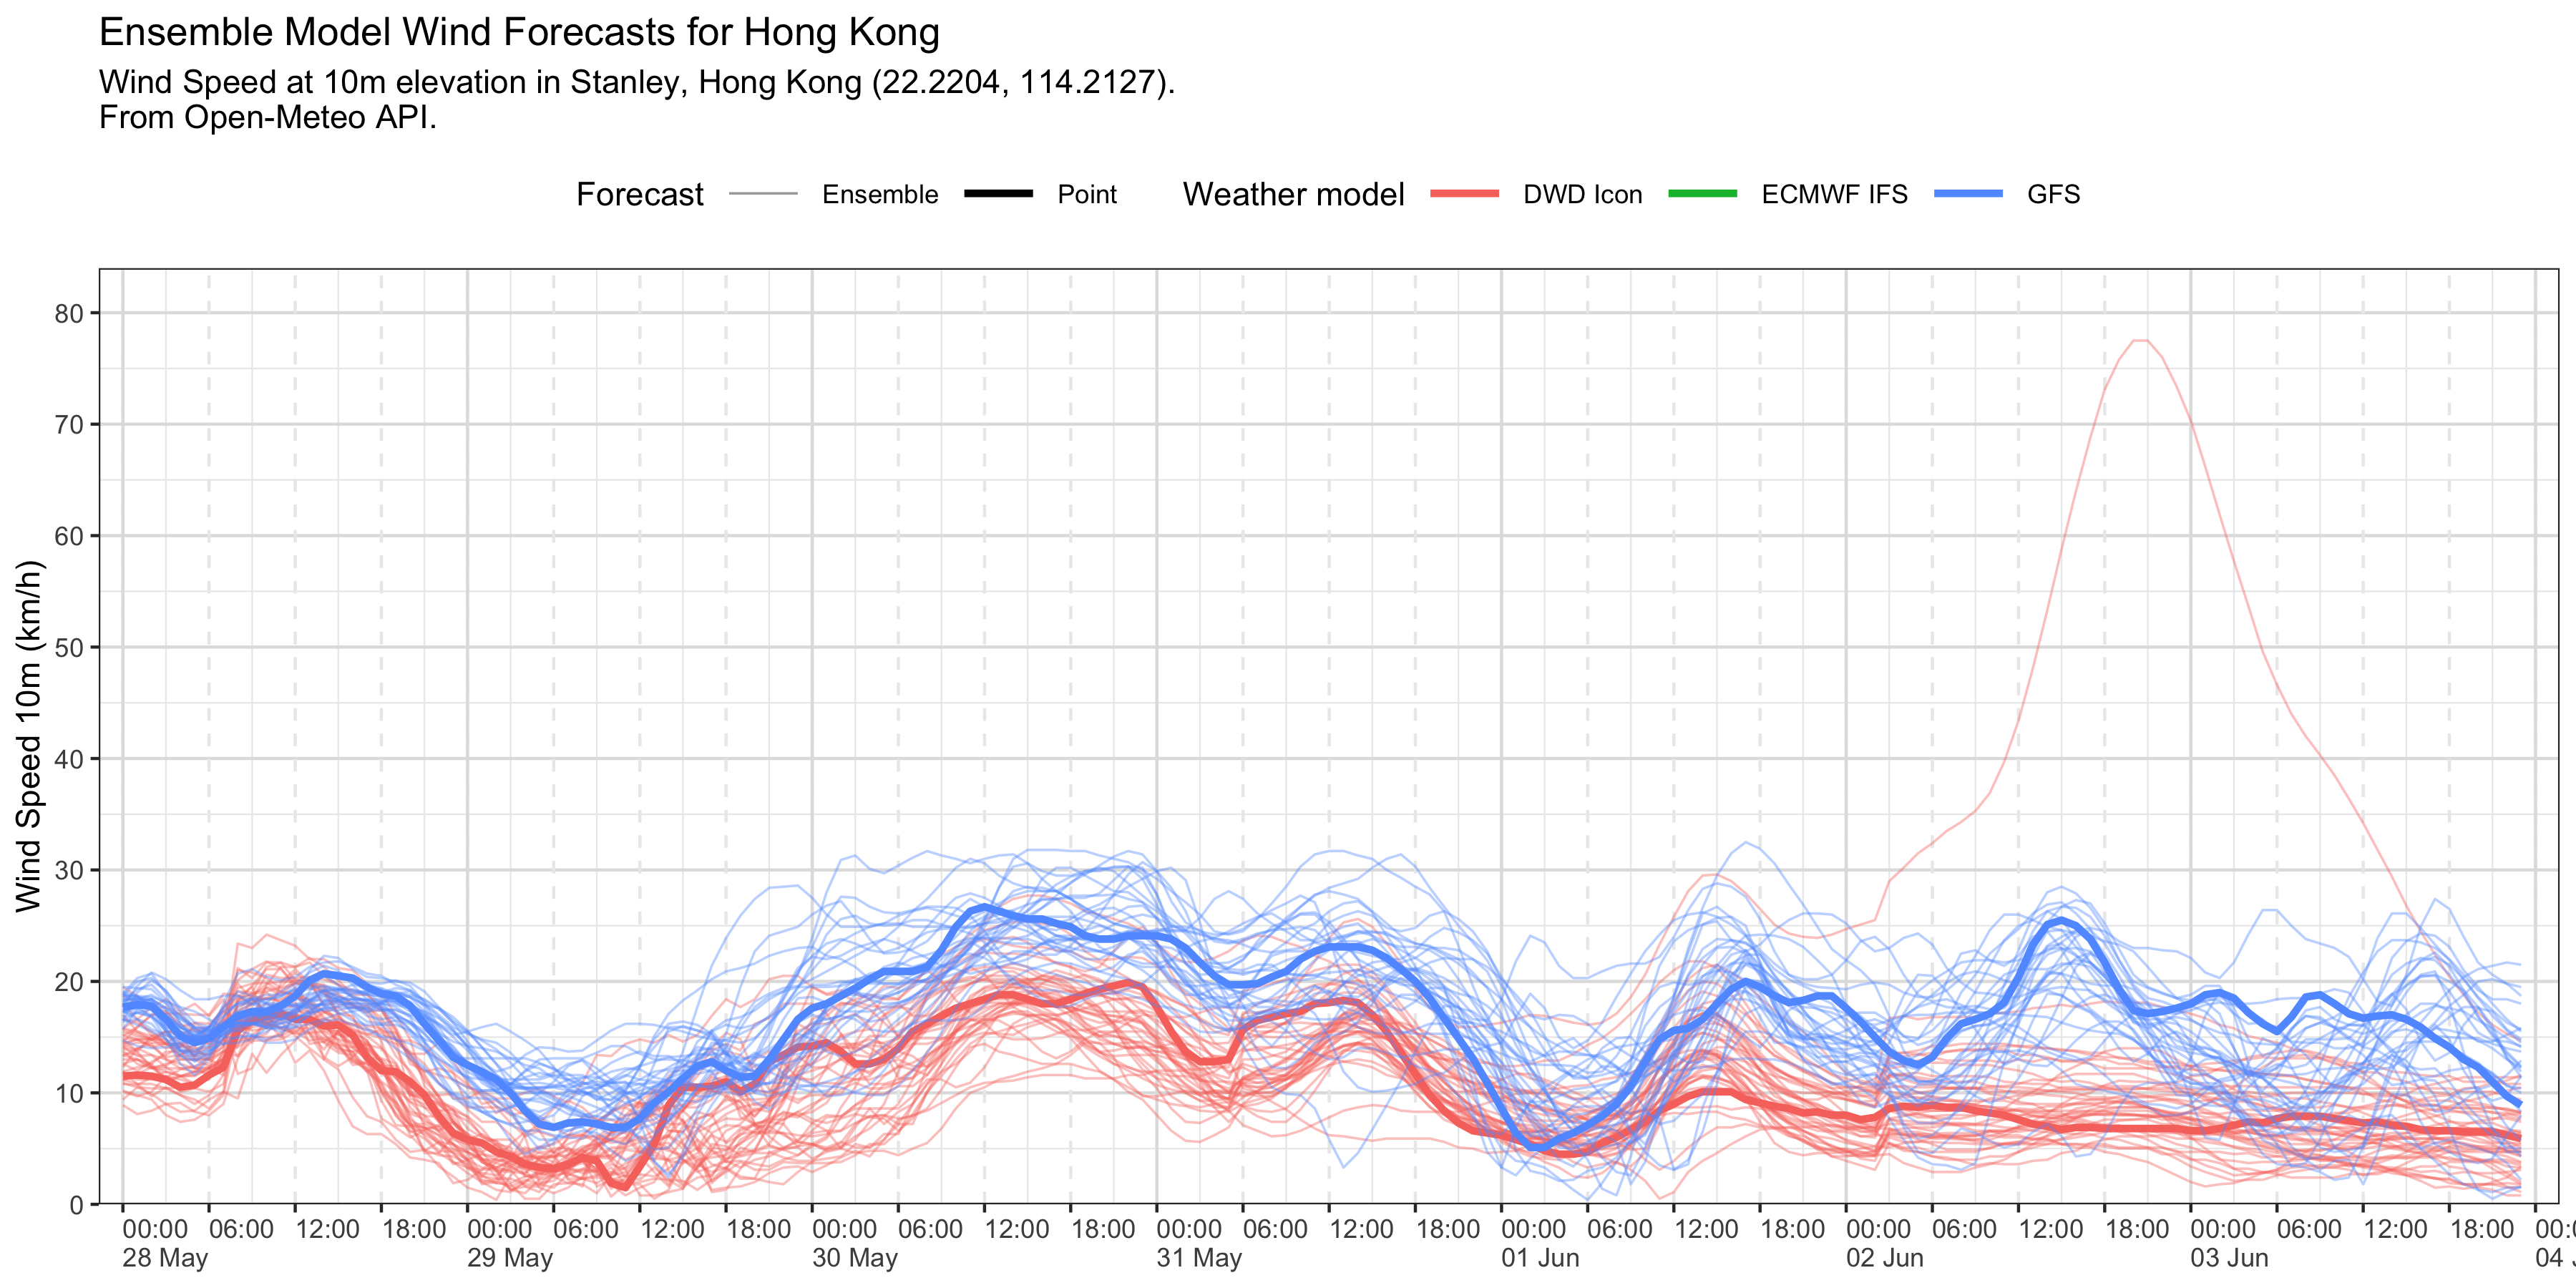 Ensemble Model Wind Forecasts for Hong Kong
Wind Speed at 10m elevation in Stanley, Hong Kong (22.2204, 114.2127).
From Open-Meteo API.
Forecast Ensemble Point Weather model DWD Icon ECMWF IFS GFS
Wind Speed 10m (km/h)
80
70
60
50
40
30
20
10
0
00:00 06:00 12:00 18:00 00:00 06:00 12:00 18:00 00:00 06:00 12:00 18:00 00:00 06:00 12:00 18:00 00:00 06:00 12:00 18:00 00:00 06:00 12:00 18:00 00:00 06:00 12:00 18:00 00:
28 May 29 May 30 May 31 May 01 Jun 02 Jun 03 Jun 04